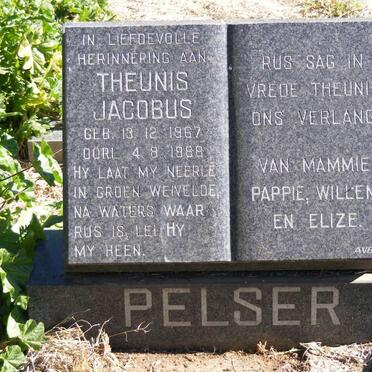 IN LIEFDEVOLLE
HERINNERING AAN
THEUNIS
JACOBUS
GEB. 13. 12. 1967
OORL. 4. 8. 1988
HY LAAT MY NEERLÊ
IN GROEN WEIVELDE,
NA WATERS WAAR
RUS IS, LEI HY
MY HEEN.
RUS SAG IN
VREDE THEUNI
ONS VERLANG
VAN MAMMIE
PAPPIE, WILLEM
EN ELIZE.
AVB
PELSER